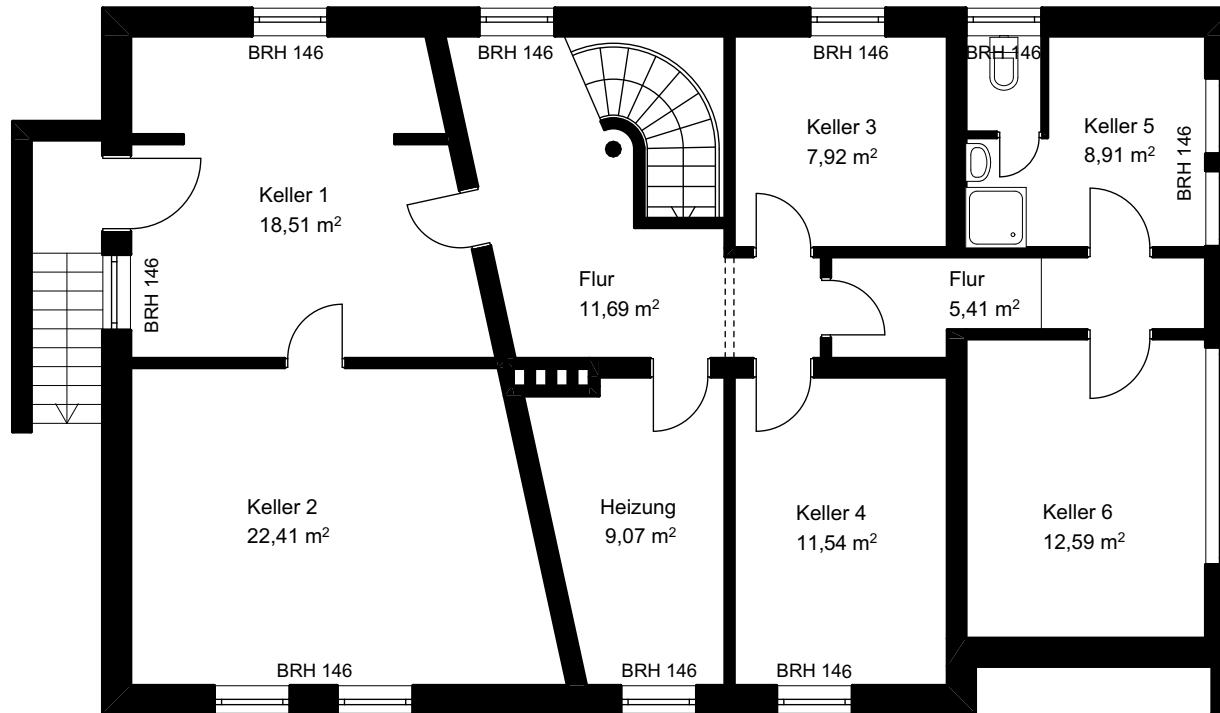 BRH 146
BRH 146
BRH 146
BRH 146
Keller 1
18,51 m²
Keller 3
7,92 m²
Keller 5
8,91 m²
BRH 146
BRH 146
Flur
11,69 m²
Flur
5,41 m²
Keller 2
22,41 m²
Heizung
9,07 m²
Keller 4
11,54 m²
Keller 6
12,59 m²
BRH 146
BRH 146
BRH 146